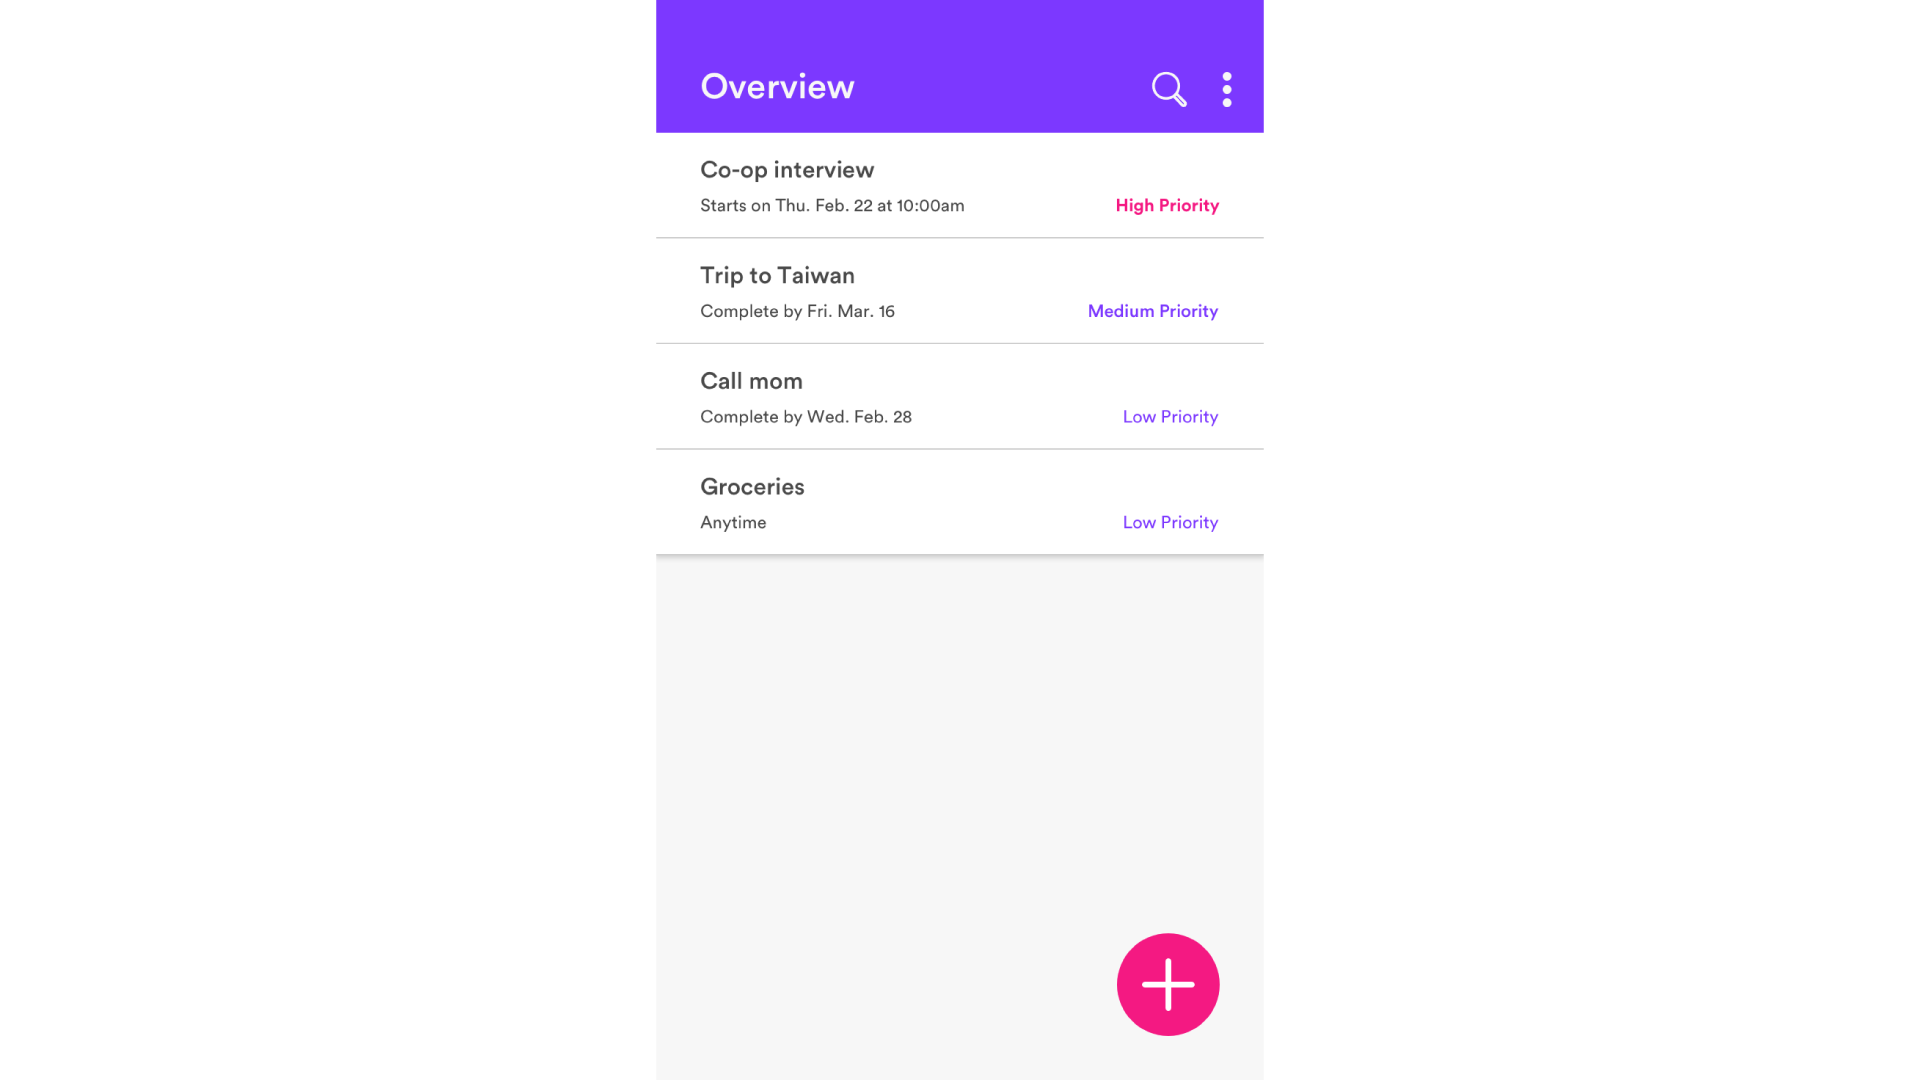 Overview
Co-op interview
Starts on Thu. Feb. 22 at 10:00am
High Priority
Trip to Taiwan
Complete by Fri. Mar. 16
Medium Priority
Call mom
Complete by Wed. Feb. 28
Low Priority
Groceries
Anytime
Low Priority